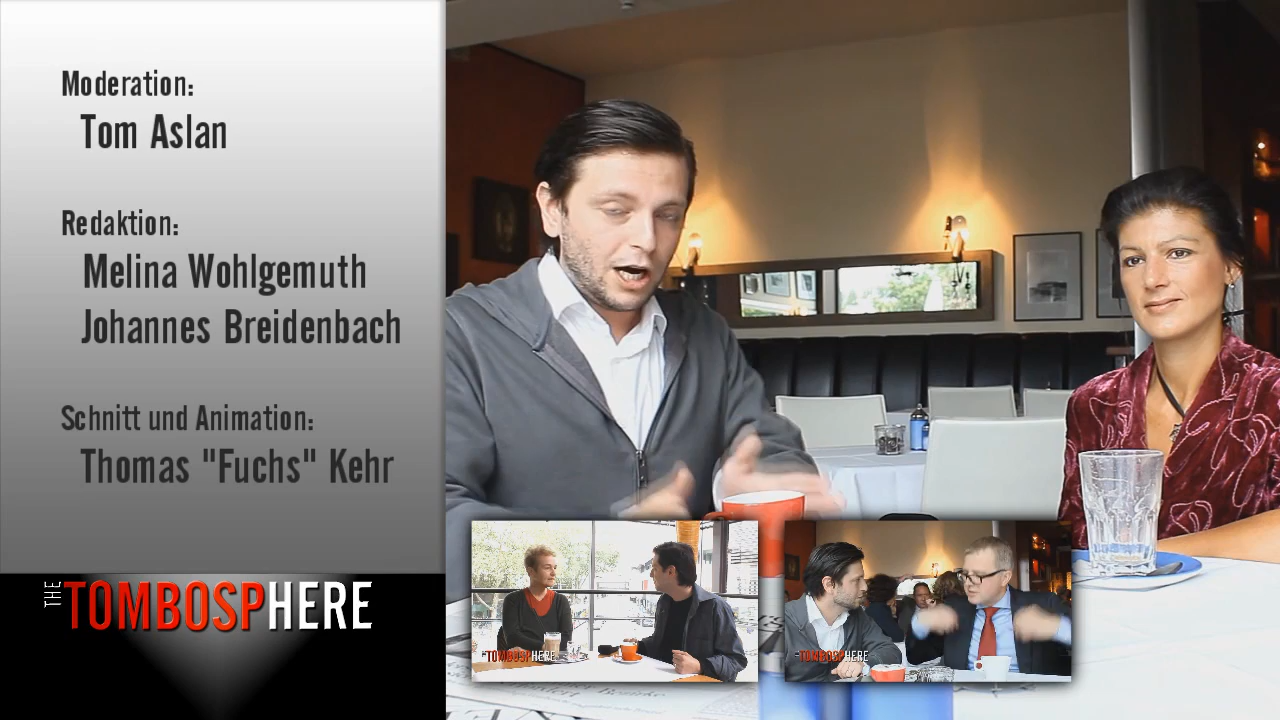 Moderation:
Tom Aslan
Redaktion:
Melina Wohlgemuth
Johannes Breidenbach
Schnitt und Animation:
Thomas "Fuchs" Kehr
THE TOMBOSPHERE
TOMBOSPHERE
TOMBOSPHERE